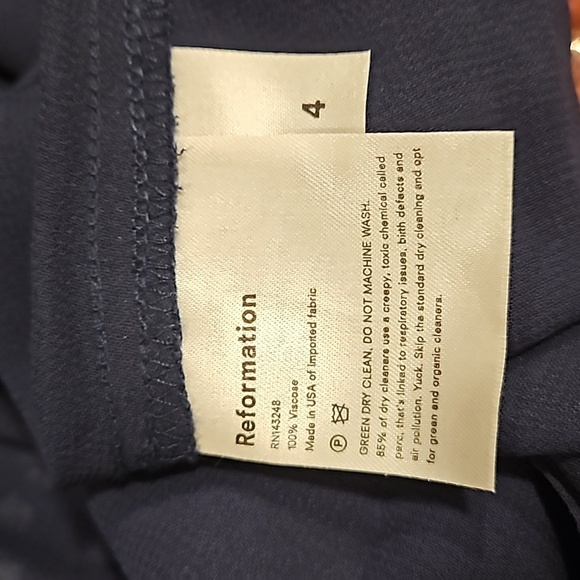 4
Reformation
RN143248
100% Viscose
Made in USA of Imported fabric
P
GREEN DRY CLEAN. DO NOT MACHINE WASH.
85% of dry cleaners use a creepy, toxic chemical called
perc, that's linked to respiratory issues, birth defects and
air pollution. Yuck. Skip the standard dry cleaning and opt
for green and organic cleaners.